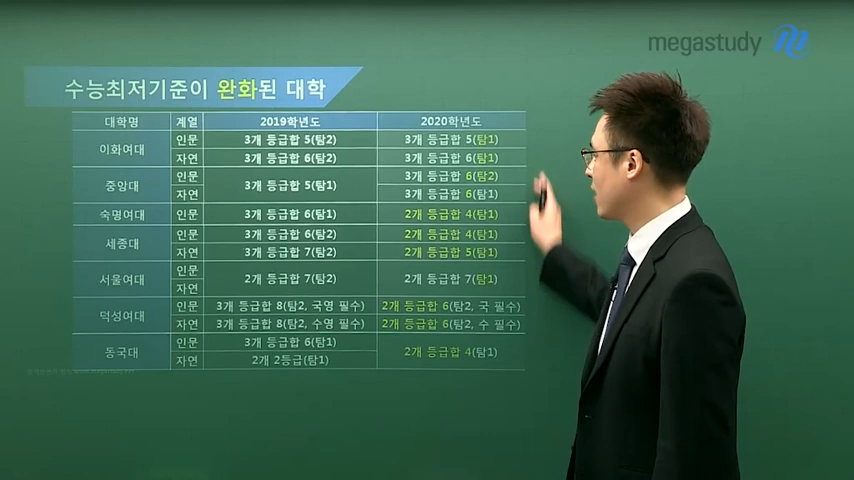 megastudy
수능최저기준이 완화된 대학
대학명 계열 2019학년도 2020학년도
이화여대 인문 3개 등급합 5(탐2) 3개 등급합 5(탐1)
자연 3개 등급합 6(탐2) 3개 등급합 6(탐1)
중앙대 인문 3개 등급합 5(탐1) 3개 등급합 6(탐2)
자연 3개 등급합 6(탐1)
숙명여대 인문 3개 등급합 6(탐1) 2개 등급합 4(탐1)
세종대 인문 3개 등급합 6(탐2) 2개 등급합 4(탐1)
자연 3개 등급합 7(탐2) 2개 등급합 5(탐1)
서울여대 인문 2개 등급합 7(탐2) 2개 등급합 7(탐1)
자연
덕성여대 인문 3개 등급합 8(탐2, 국영 필수) 2개 등급합 6(탐2, 국 필수)
자연 3개 등급합 8(탐2, 수영 필수) 2개 등급합 6(탐2, 수 필수)
동국대 인문 3개 등급합 6(탐1) 2개 등급합 4(탐1)
자연 2개 2등급(탐1)